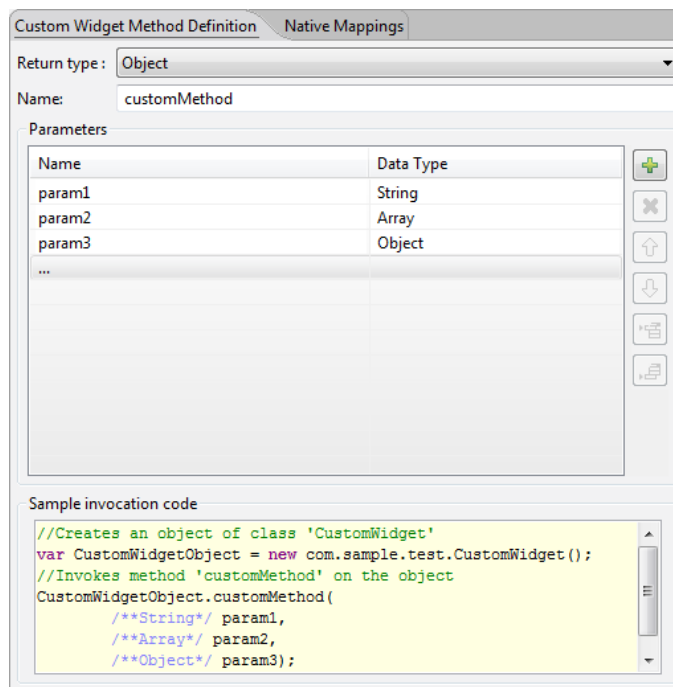 Custom Widget Method Definition Native Mappings
Return type : Object
Name: customMethod
Parameters
Name Data Type
param1 String
param2 Array
param3 Object
...
Sample invocation code
//Creates an object of class 'CustomWidget'
var CustomWidgetObject = new com.sample.test.CustomWidget();
//Invokes method 'customMethod' on the object
CustomWidgetObject.customMethod(
/**String*/ param1,
/**Array*/ param2,
/**Object*/ param3);